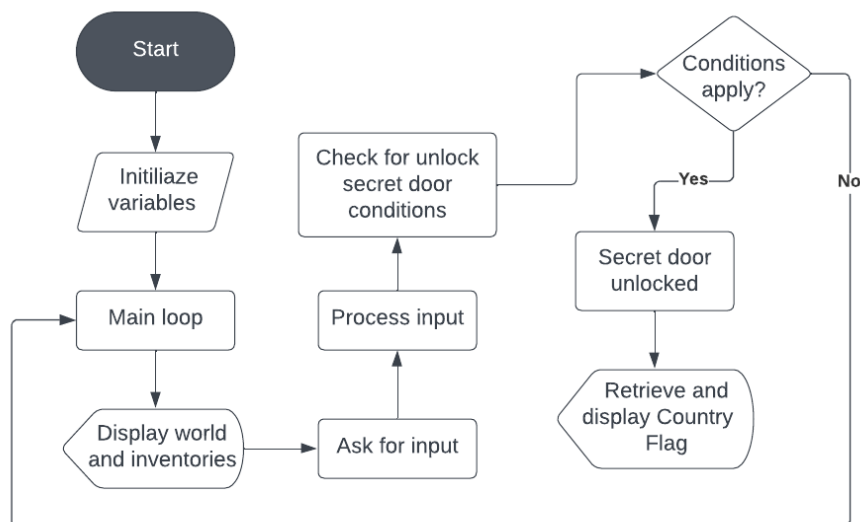 Start
Initiliaze
variables
Main loop
Display world
and inventories
Ask for input
Process input
Check for unlock
secret door
conditions
Conditions
apply?
Yes
No
Secret door
unlocked
Retrieve and
display Country
Flag